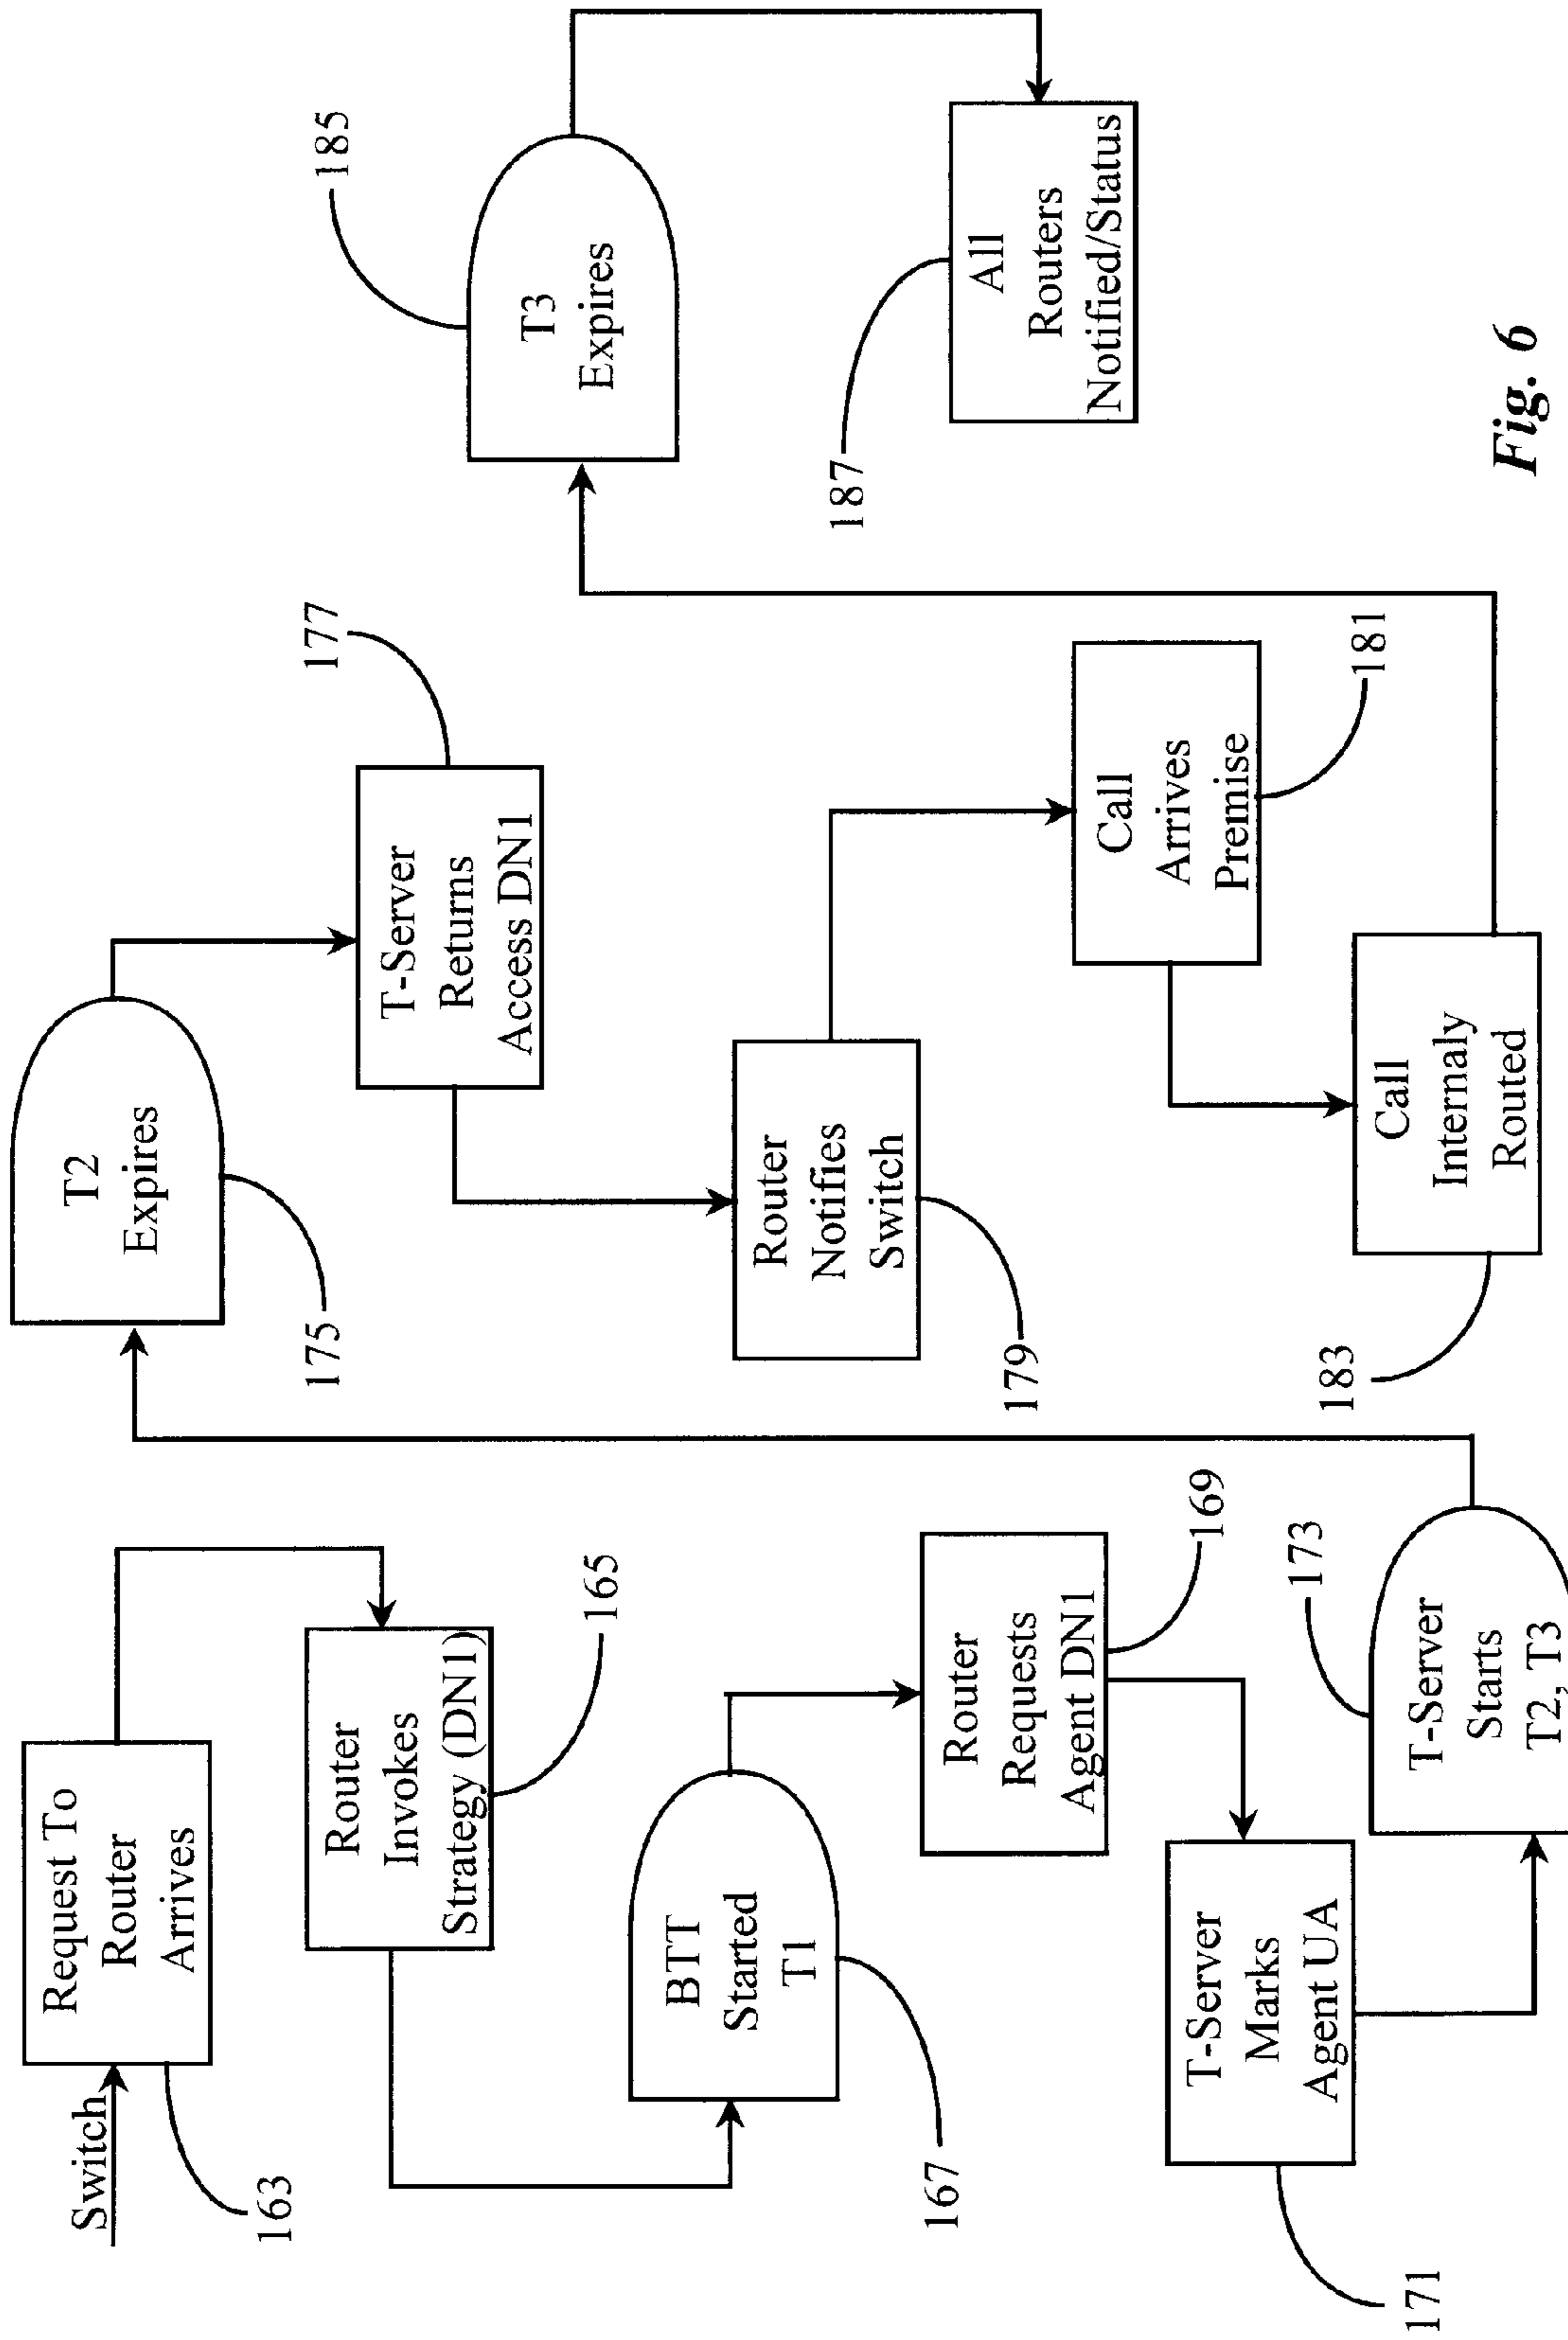 Switch
Request To
Router
Arrives
163
Router
Invokes
Strategy (DN1)
165
BTT
Started
T1
167
Router
Requests
Agent DN1
169
T-Server
Marks
Agent UA
171
T-Server
Starts
T2, T3
173
T2
Expires
175
T-Server
Returns
Access DN1
177
Router
Notifies
Switch
179
Call
Arrives
Premise
181
Call
Internaly
Routed
183
T3
Expires
185
All
Routers
Notified/Status
187
Fig. 6